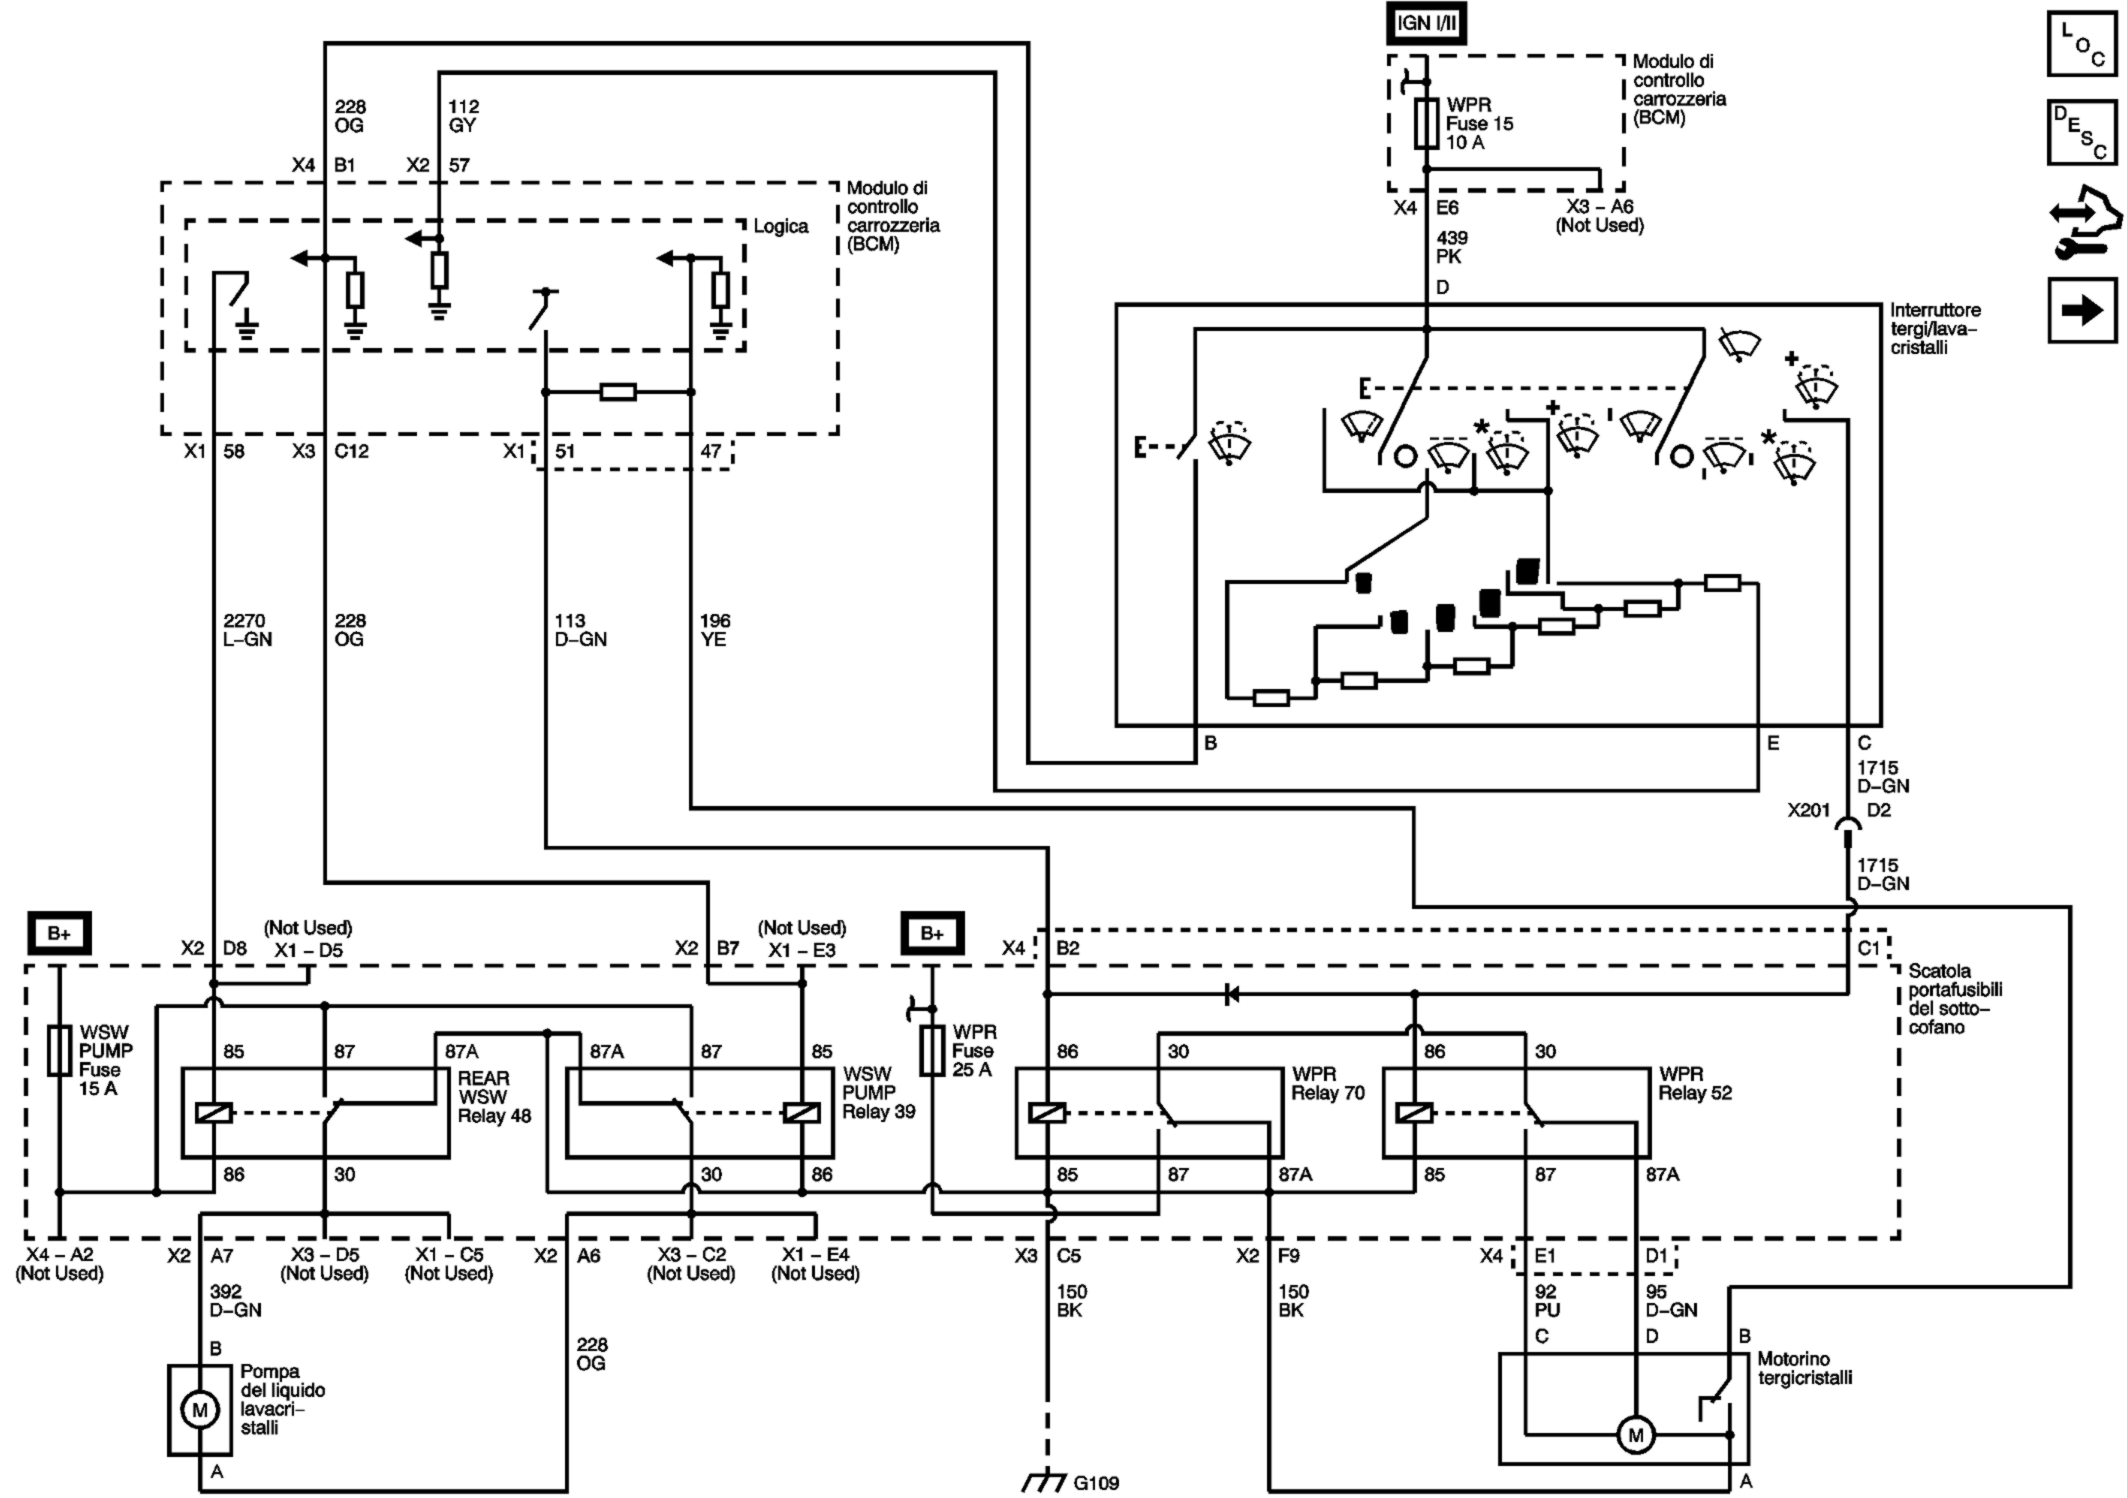 IGN I/II
LOC
DESC
Modulo di
controllo
carrozzeria
(BCM)
WPR
Fuse 15
10 A
X4 E6
X3 – A6
(Not Used)
439
PK
D
228
OG
112
GY
X4 B1
X2 57
Modulo di
controllo
carrozzeria
(BCM)
Logica
X1 58
X3 C12
X1 51
47
Interruttore
tergi/lava–
cristalli
E
E
+
+
*
*
B
E
C
1715
D–GN
X201 D2
1715
D–GN
2270
L–GN
228
OG
113
D–GN
196
YE
B+
X2 D8
(Not Used)
X1 – D5
X2 B7
(Not Used)
X1 – E3
B+
X4 B2
C1
Scatola
portafusibili
del sotto–
cofano
WSW
PUMP
Fuse
15 A
85
87
87A
REAR
WSW
Relay 48
86
30
87A
87
85
WSW
PUMP
Relay 39
30
86
WPR
Fuse
25 A
86
30
WPR
Relay 70
85
87
87A
86
30
WPR
Relay 52
85
87
87A
X4 – A2
(Not Used)
X2 A7
X3 – D5
(Not Used)
X1 – C5
(Not Used)
X2 A6
X3 – C2
(Not Used)
X1 – E4
(Not Used)
X3 C5
X2 F9
X4 E1
D1
392
D–GN
228
OG
150
BK
150
BK
92
PU
95
D–GN
B
Pompa
del liquido
lavacri–
stalli
M
A
G109
C
D
B
Motorino
tergicristalli
M
A